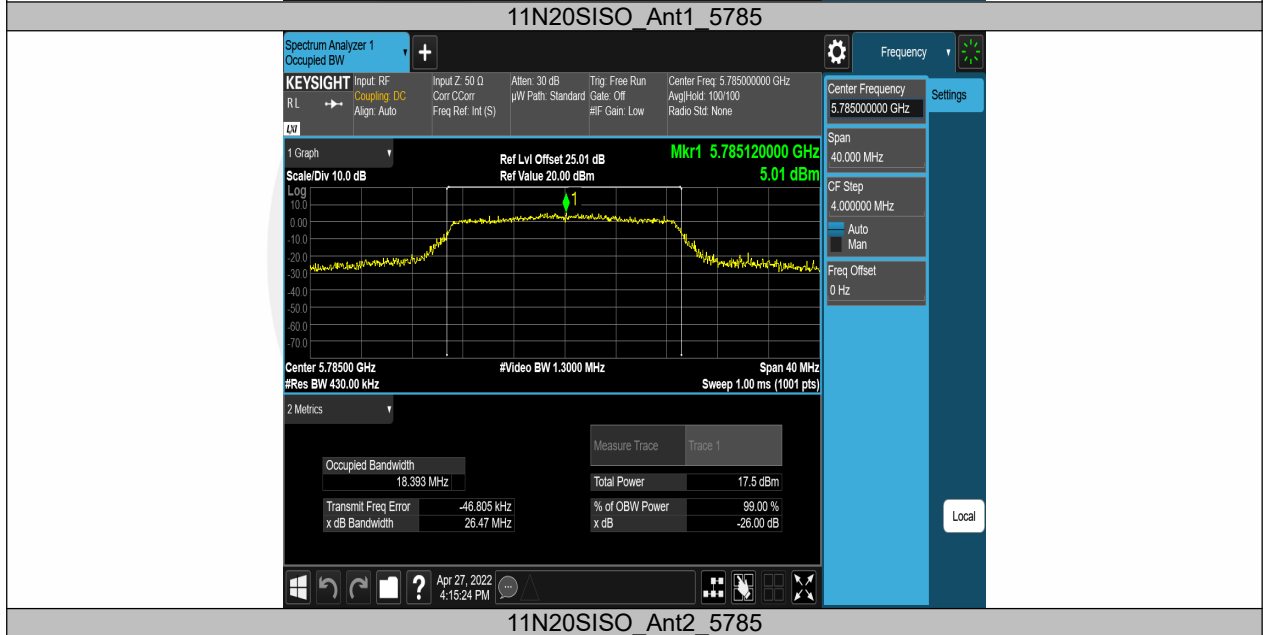 11N20SISO_Ant1_5785
Spectrum Analyzer 1
Occupied BW
+
Frequency
KEYSIGHT Input: RF Input Z: 50 Ω Atten: 30 dB Trig: Free Run Center Freq: 5.785000000 GHz
RL Coupling: DC Corr CCorr µW Path: Standard Gate: Off Avg|Hold: 100/100
Align: Auto Freq Ref: Int (S) #IF Gain: Low Radio Std: None
LXI
Center Frequency
5.785000000 GHz
Settings
Span
40.000 MHz
CF Step
4.000000 MHz
Auto
Man
Freq Offset
0 Hz
1 Graph
Ref Lvl Offset 25.01 dB
Mkr1 5.785120000 GHz
Scale/Div 10.0 dB
Ref Value 20.00 dBm
5.01 dBm
Log
1
10.0
0.00
-10.0
-20.0
-30.0
-40.0
-50.0
-60.0
-70.0
Center 5.78500 GHz #Video BW 1.3000 MHz Span 40 MHz
#Res BW 430.00 kHz Sweep 1.00 ms (1001 pts)
2 Metrics
Measure Trace Trace 1
Occupied Bandwidth
18.393 MHz
Total Power 17.5 dBm
Transmit Freq Error -46.805 kHz % of OBW Power 99.00 %
x dB Bandwidth 26.47 MHz x dB -26.00 dB
Local
? Apr 27, 2022
4:15:24 PM
11N20SISO_Ant2_5785